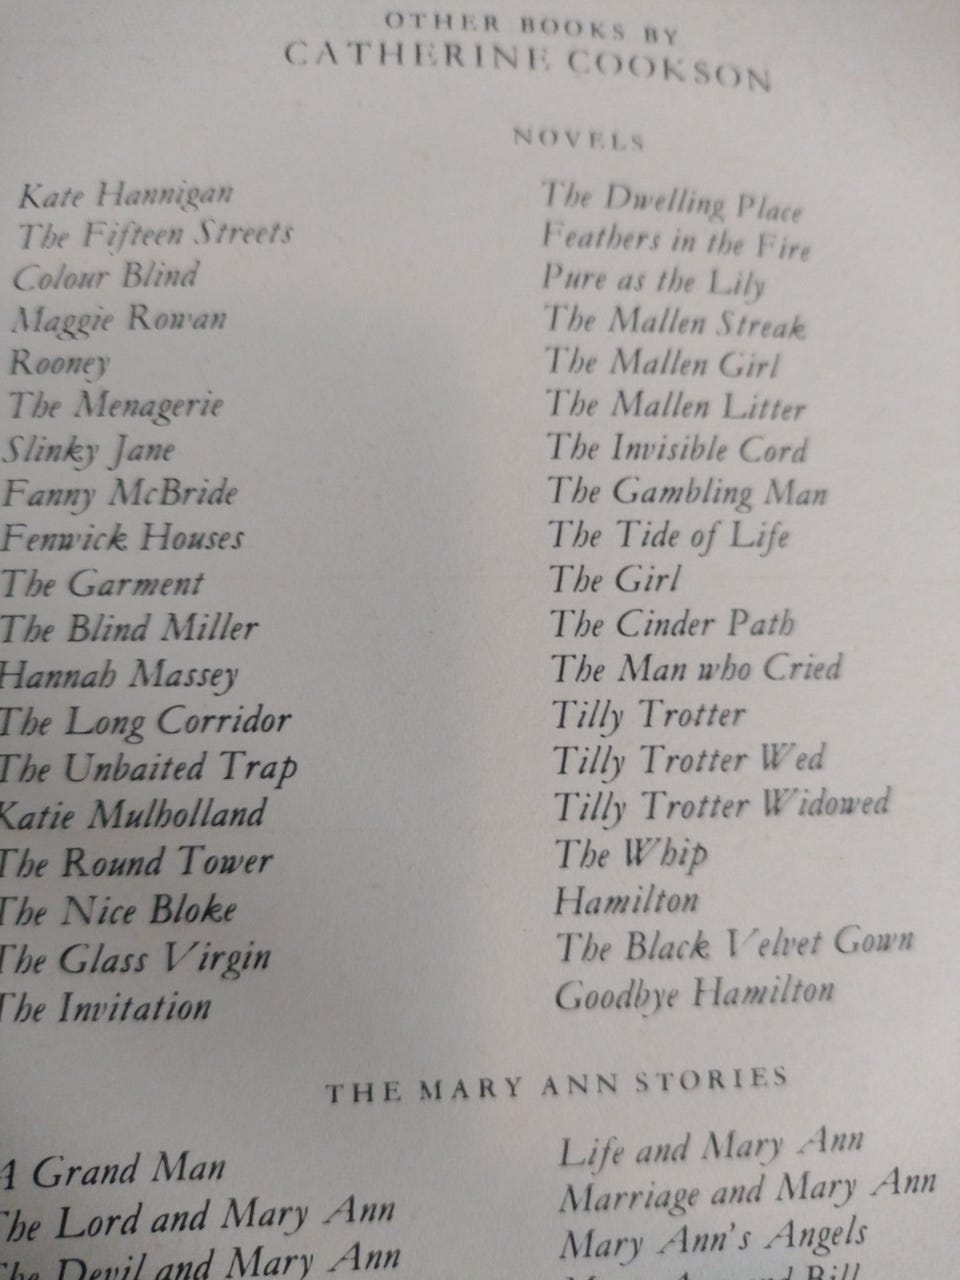 OTHER BOOKS BY
CATHERINE COOKSON
NOVELS
Kate Hannigan
The Fifteen Streets
Colour Blind
Maggie Rowan
Rooney
The Menagerie
Slinky Jane
Fanny McBride
Fenwick Houses
The Garment
The Blind Miller
Hannah Massey
The Long Corridor
The Unbaited Trap
Katie Mulholland
The Round Tower
The Nice Bloke
The Glass Virgin
The Invitation
The Dwelling Place
Feathers in the Fire
Pure as the Lily
The Mallen Streak
The Mallen Girl
The Mallen Litter
The Invisible Cord
The Gambling Man
The Tide of Life
The Girl
The Cinder Path
The Man who Cried
Tilly Trotter
Tilly Trotter Wed
Tilly Trotter Widowed
The Whip
Hamilton
The Black Velvet Gown
Goodbye Hamilton
THE MARY ANN STORIES
A Grand Man
The Lord and Mary Ann
The Devil and Mary Ann
Life and Mary Ann
Marriage and Mary Ann
Mary Ann's Angels
Bill